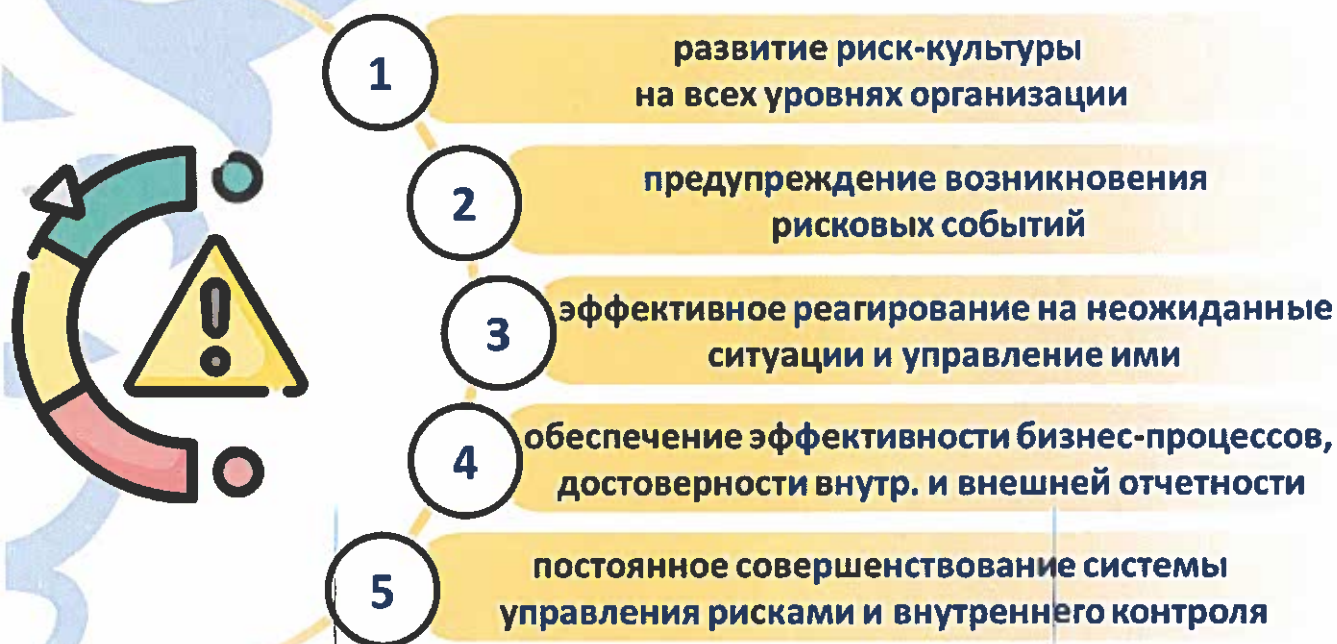 1
развитие риск-культуры
на всех уровнях организации
2
предупреждение возникновения
рисковых событий
3
эффективное реагирование на неожиданные
ситуации и управление ими
4
обеспечение эффективности бизнес-процессов,
достоверности внутр. и внешней отчетности
5
постоянное совершенствование системы
управления рисками и внутреннего контроля